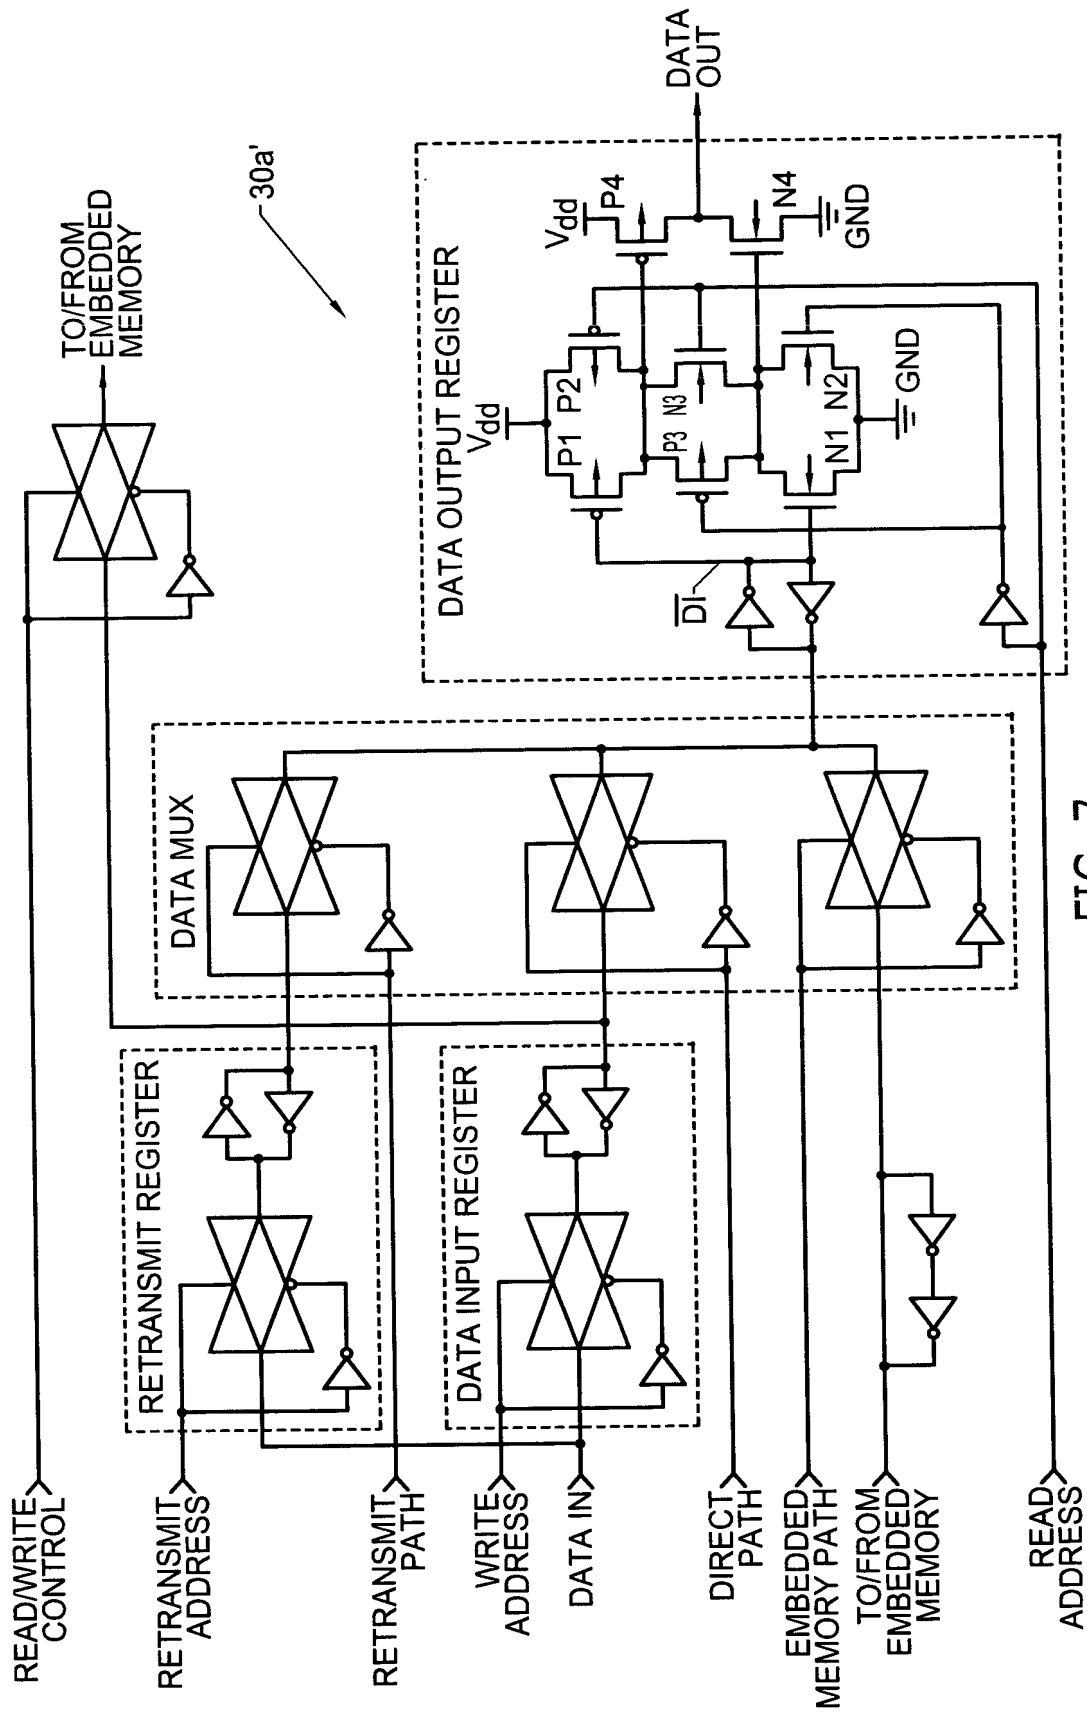 READ/WRITE
CONTROL
RETRANSMIT
ADDRESS
RETRANSMIT
PATH
WRITE
ADDRESS
DATA IN
DIRECT
PATH
EMBEDDED
MEMORY PATH
TO/FROM
EMBEDDED
MEMORY
READ
ADDRESS
RETRANSMIT REGISTER
DATA INPUT REGISTER
DATA MUX
TO/FROM
EMBEDDED
MEMORY
30a'
DATA OUTPUT REGISTER
DI
Vdd
P1
P2
P3
N3
N1
N2
GND
Vdd
P4
N4
GND
DATA
OUT
FIG. 7